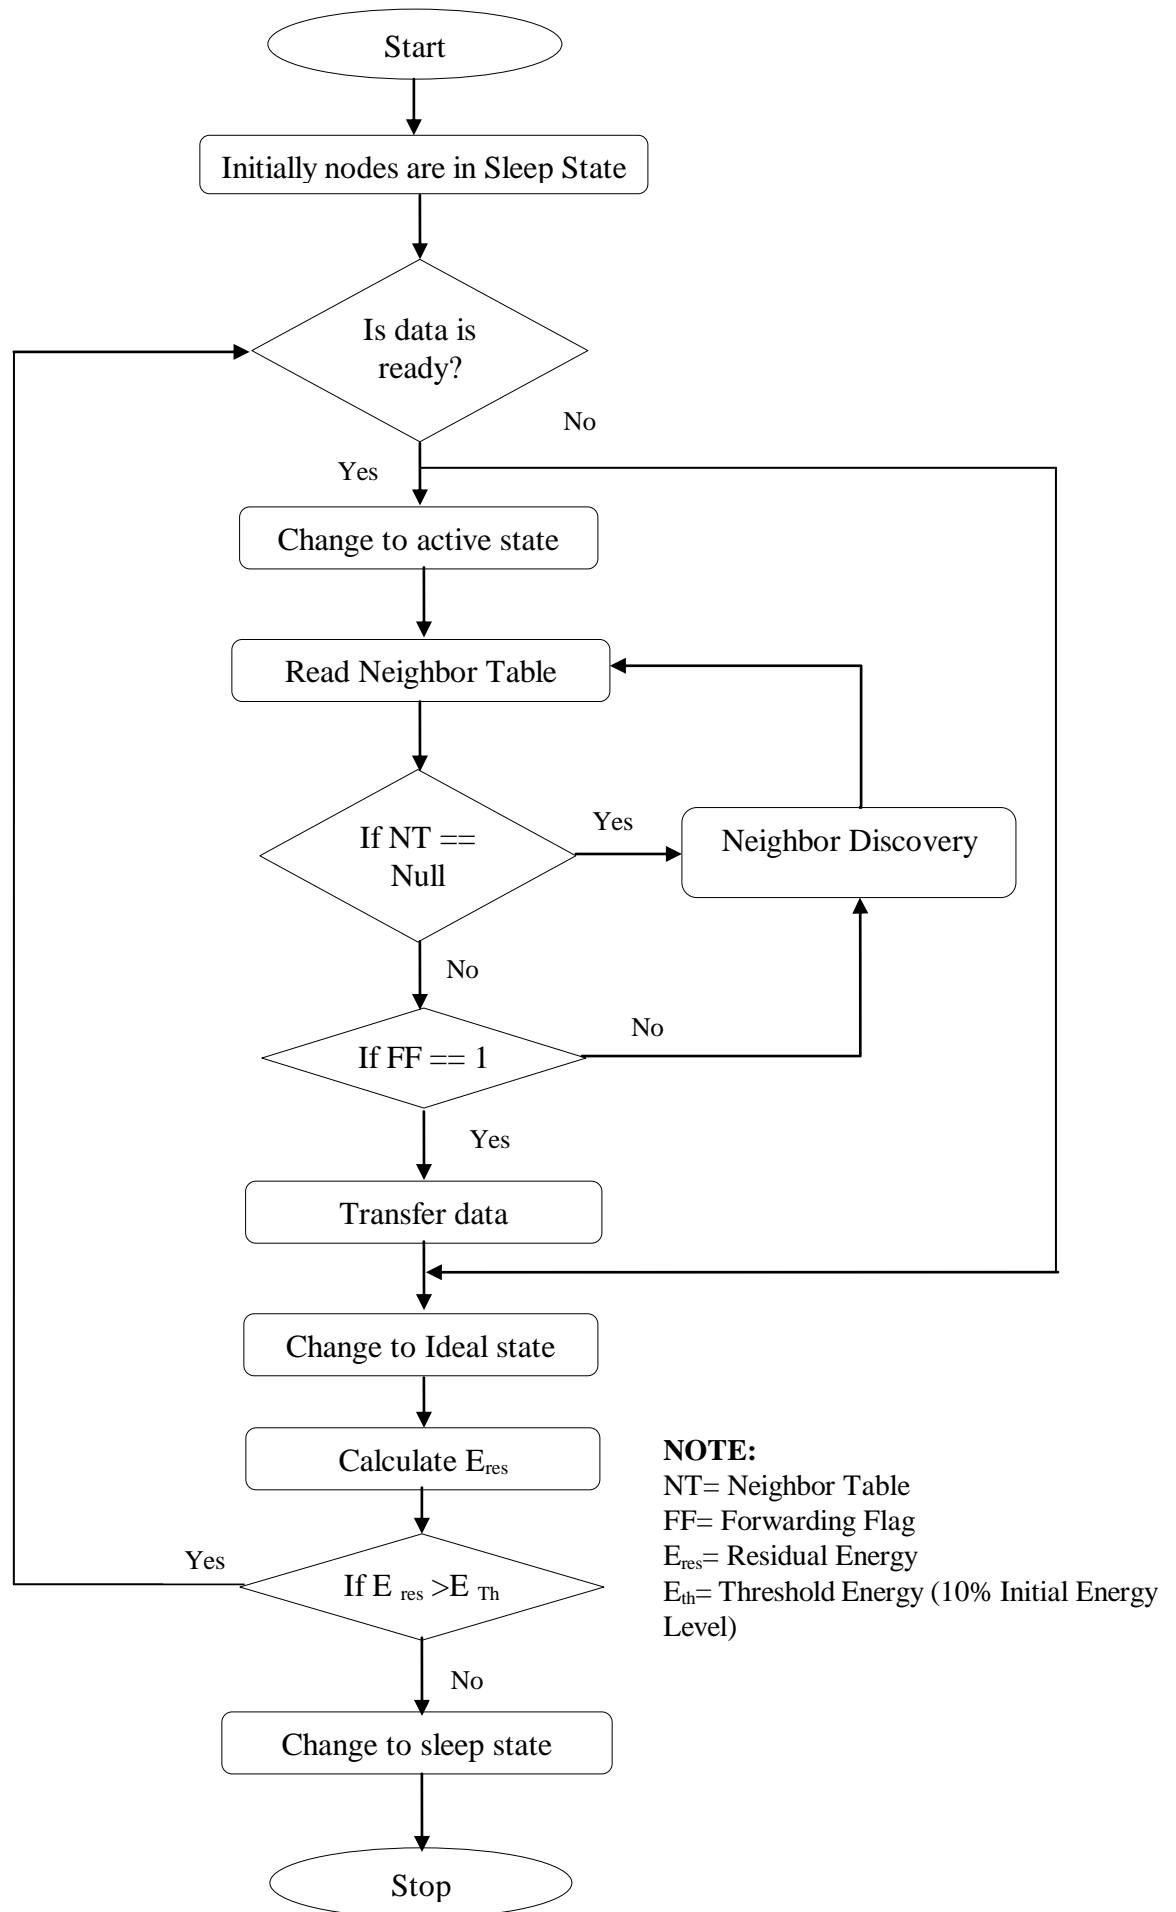 Start
Initially nodes are in Sleep State
Is data is
ready?
No
Yes
Change to active state
Read Neighbor Table
If NT ==
Null
Yes
Neighbor Discovery
No
If FF == 1
No
Yes
Transfer data
Change to Ideal state
Calculate Eres
NOTE:
NT= Neighbor Table
FF= Forwarding Flag
Eres= Residual Energy
Eth= Threshold Energy (10% Initial Energy
Level)
Yes
If E res >E Th
No
Change to sleep state
Stop